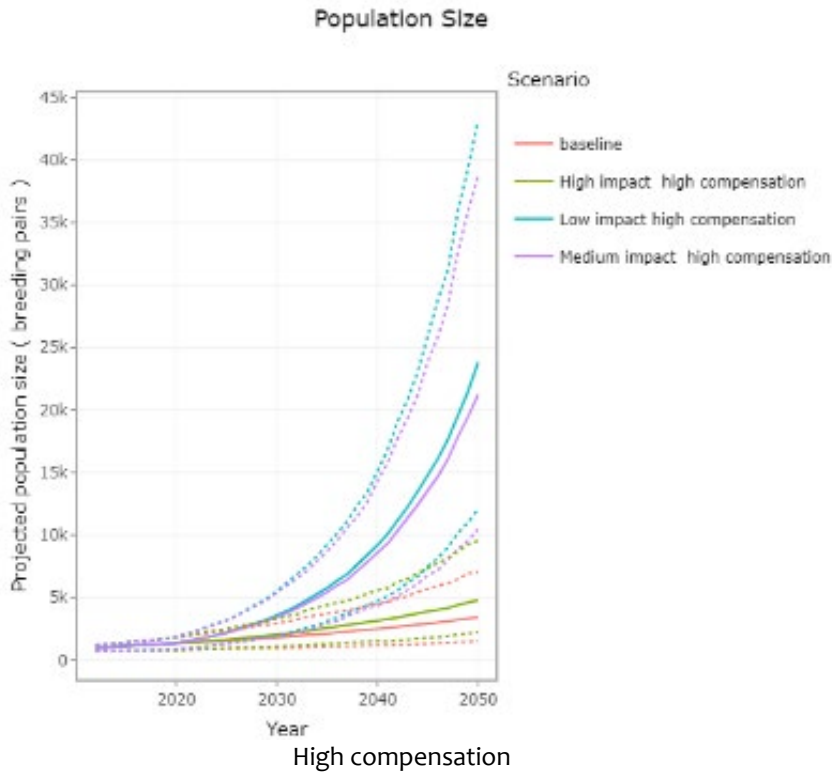 Population Size
Scenario
baseline
High impact high compensation
Low impact high compensation
Medium impact high compensation
Projected population size ( breeding pairs )
45k
40k
35k
30k
25k
20k
15k
10k
5k
0
2020 2030 2040 2050
Year
High compensation